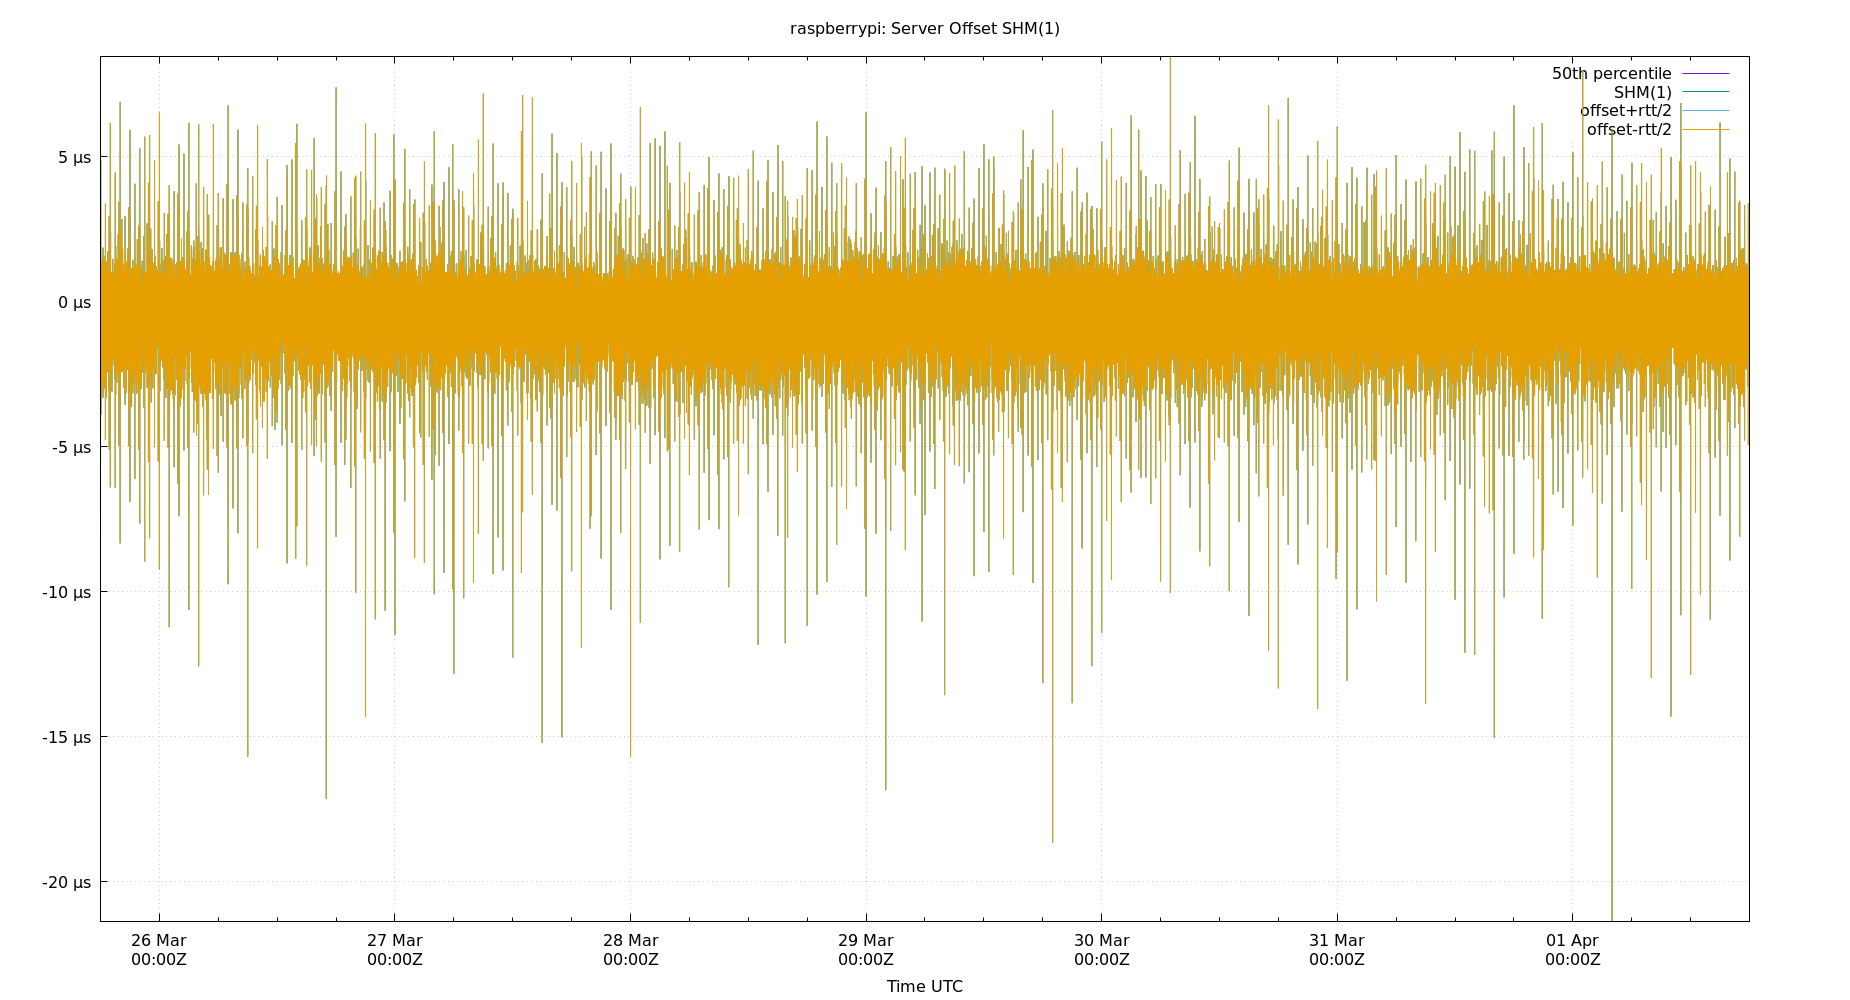 raspberrypi: Server Offset SHM(1)
50th percentile
SHM(1)
offset+rtt/2
offset-rtt/2
5 µs
0 µs
-5 µs
-10 µs
-15 µs
-20 µs
26 Mar 27 Mar 28 Mar 29 Mar 30 Mar 31 Mar 01 Apr
00:00Z 00:00Z 00:00Z 00:00Z 00:00Z 00:00Z 00:00Z
Time UTC